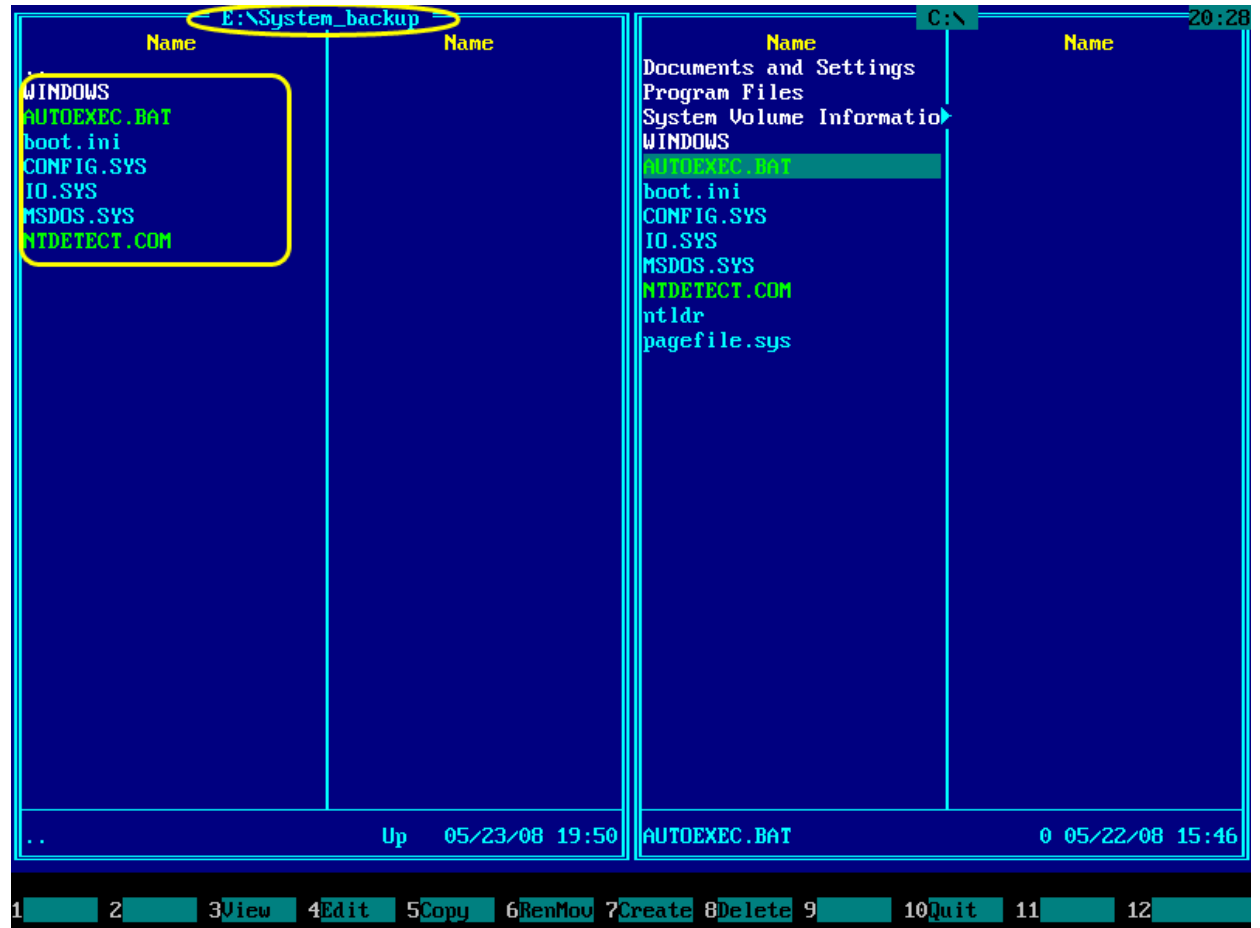 E:\System_backup
Name Name
..
WINDOWS
AUTOEXEC.BAT
boot.ini
CONFIG.SYS
IO.SYS
MSDOS.SYS
NTDETECT.COM
.. Up 05/23/08 19:50
C:\ 20:28
Name Name
Documents and Settings
Program Files
System Volume Informatio
WINDOWS
AUTOEXEC.BAT
boot.ini
CONFIG.SYS
IO.SYS
MSDOS.SYS
NTDETECT.COM
ntldr
pagefile.sys
AUTOEXEC.BAT 0 05/22/08 15:46
1 2 3View 4Edit 5Copy 6RenMov 7Create 8Delete 9 10Quit 11 12